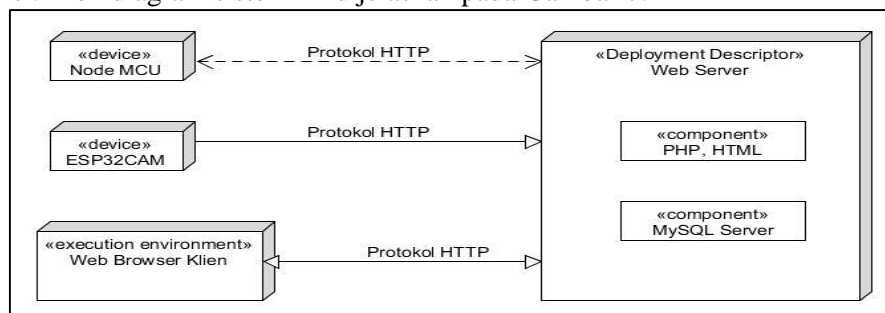 «device»
Node MCU
Protokol HTTP
«Deployment Descriptor»
Web Server
«device»
ESP32CAM
Protokol HTTP
«component»
PHP, HTML
«component»
MySQL Server
«execution environment»
Web Browser Klien
Protokol HTTP